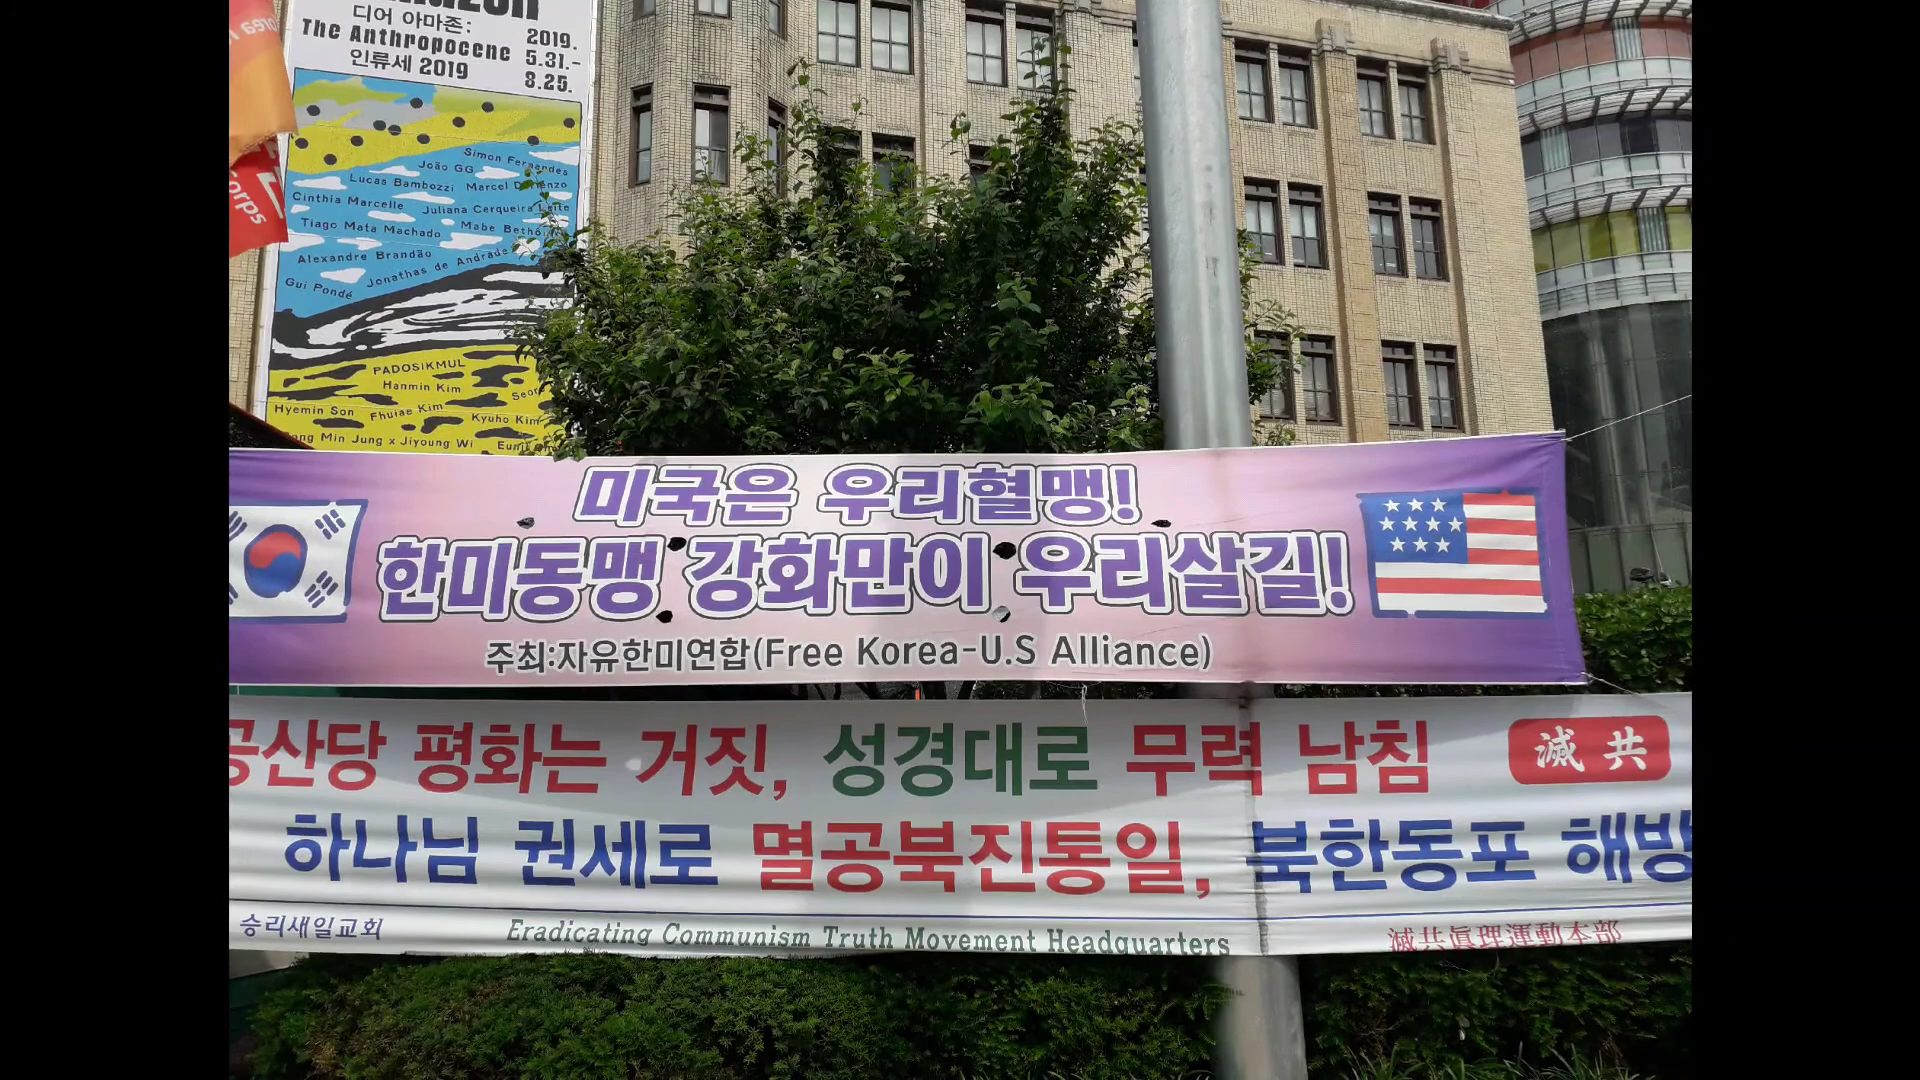 디어 아마존:
The Anthropocene
인류세 2019
2019.
5.31.-
8.25.
Simon Fernandes
João GG
Lucas Bambozzi
Cinthia Marcelle Juliana Cerqueira Leite
Tiago Mata Machado Mabe
Alexandre Brandão
Gui Pondé Jonathas de Andrade
PADOSIKMUL
Hanmin Kim
Hyemin Son Kyuho Kim
Min Jung x Jiyoung Wi
orps
미국은 우리혈맹!
한미동맹 강화만이 우리살길!
주최:자유한미연합(Free Korea-U.S Alliance)
공산당 평화는 거짓, 성경대로 무력 남침 滅共
하나님 권세로 멸공북진통일, 북한동포 해방
승리새일교회 Eradicating Communism Truth Movement Headquarters 滅共眞理運動本部